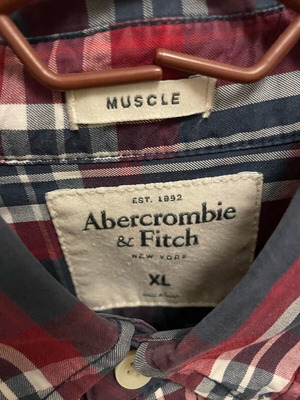 MUSCLE
EST. 1892
Abercrombie
& Fitch
NEW YORK
XL